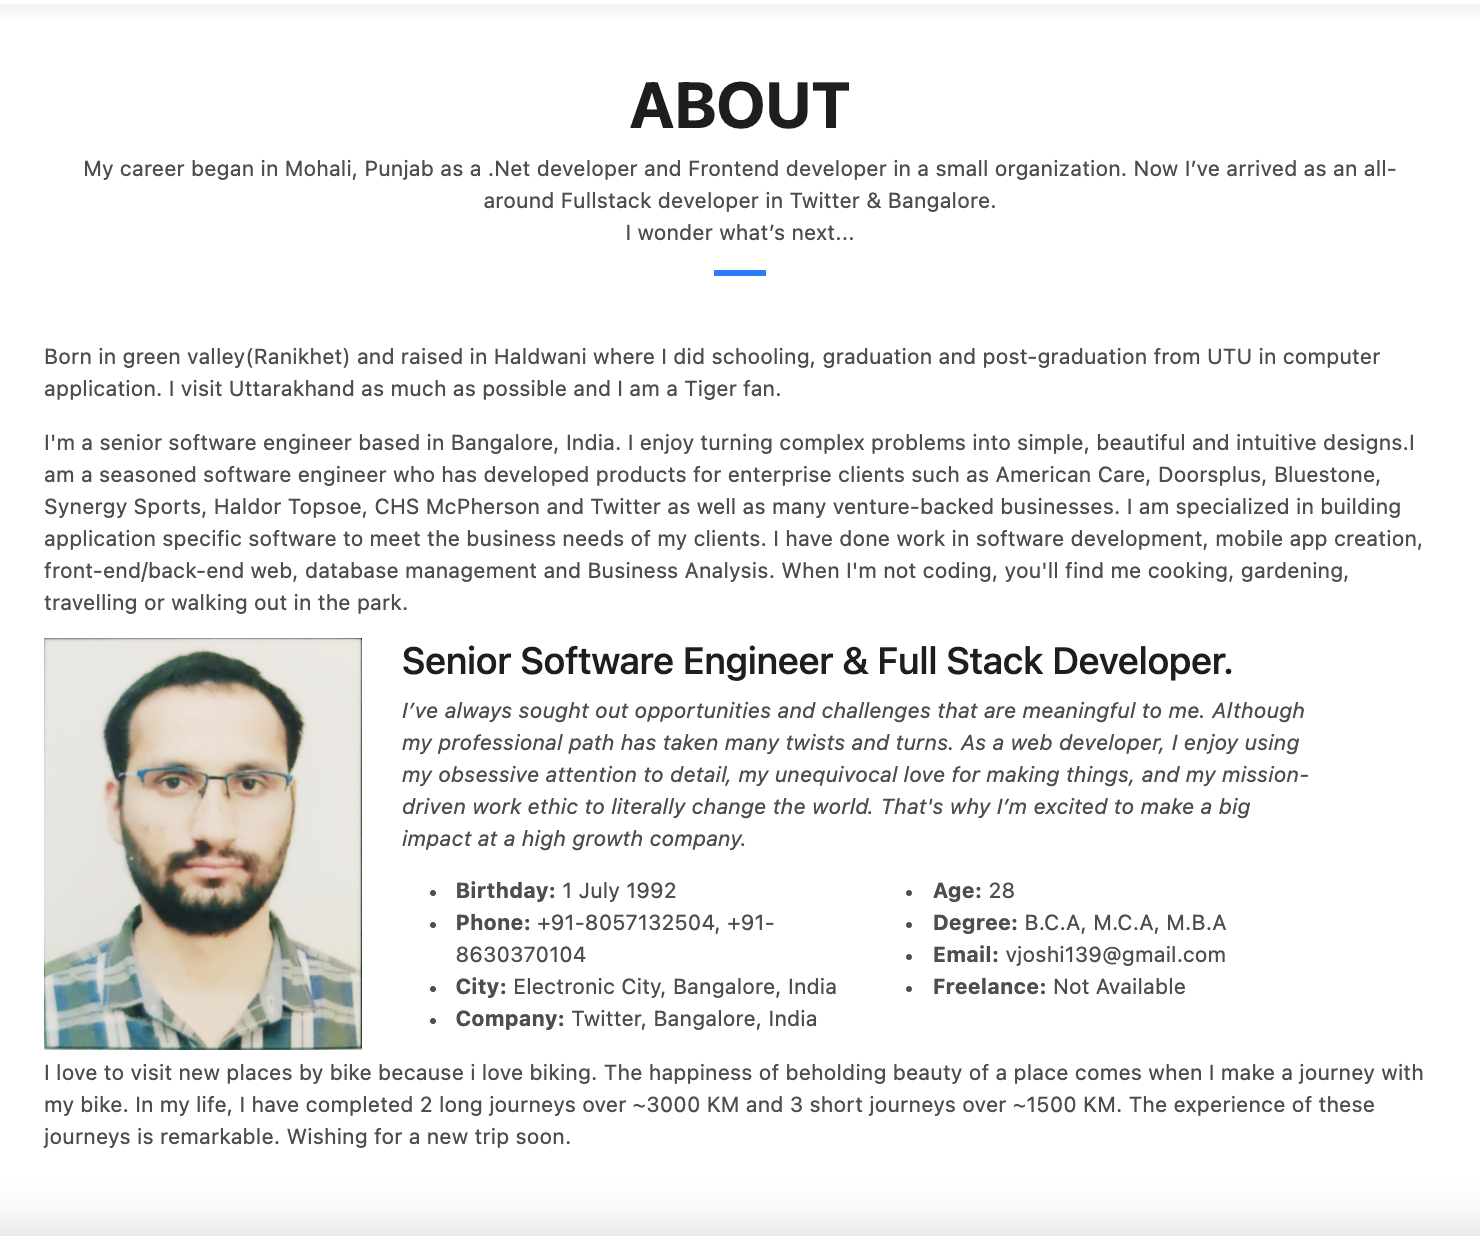 ABOUT
My career began in Mohali, Punjab as a .Net developer and Frontend developer in a small organization. Now I’ve arrived as an all-
around Fullstack developer in Twitter & Bangalore.
I wonder what’s next...
Born in green valley(Ranikhet) and raised in Haldwani where I did schooling, graduation and post-graduation from UTU in computer
application. I visit Uttarakhand as much as possible and I am a Tiger fan.
I'm a senior software engineer based in Bangalore, India. I enjoy turning complex problems into simple, beautiful and intuitive designs.I
am a seasoned software engineer who has developed products for enterprise clients such as American Care, Doorsplus, Bluestone,
Synergy Sports, Haldor Topsoe, CHS McPherson and Twitter as well as many venture-backed businesses. I am specialized in building
application specific software to meet the business needs of my clients. I have done work in software development, mobile app creation,
front-end/back-end web, database management and Business Analysis. When I'm not coding, you'll find me cooking, gardening,
travelling or walking out in the park.
Senior Software Engineer & Full Stack Developer.
I’ve always sought out opportunities and challenges that are meaningful to me. Although
my professional path has taken many twists and turns. As a web developer, I enjoy using
my obsessive attention to detail, my unequivocal love for making things, and my mission-
driven work ethic to literally change the world. That's why I’m excited to make a big
impact at a high growth company.
• Birthday: 1 July 1992
• Phone: +91-8057132504, +91-
8630370104
• City: Electronic City, Bangalore, India
• Company: Twitter, Bangalore, India
• Age: 28
• Degree: B.C.A, M.C.A, M.B.A
• Email: vjoshi139@gmail.com
• Freelance: Not Available
I love to visit new places by bike because i love biking. The happiness of beholding beauty of a place comes when I make a journey with
my bike. In my life, I have completed 2 long journeys over ~3000 KM and 3 short journeys over ~1500 KM. The experience of these
journeys is remarkable. Wishing for a new trip soon.